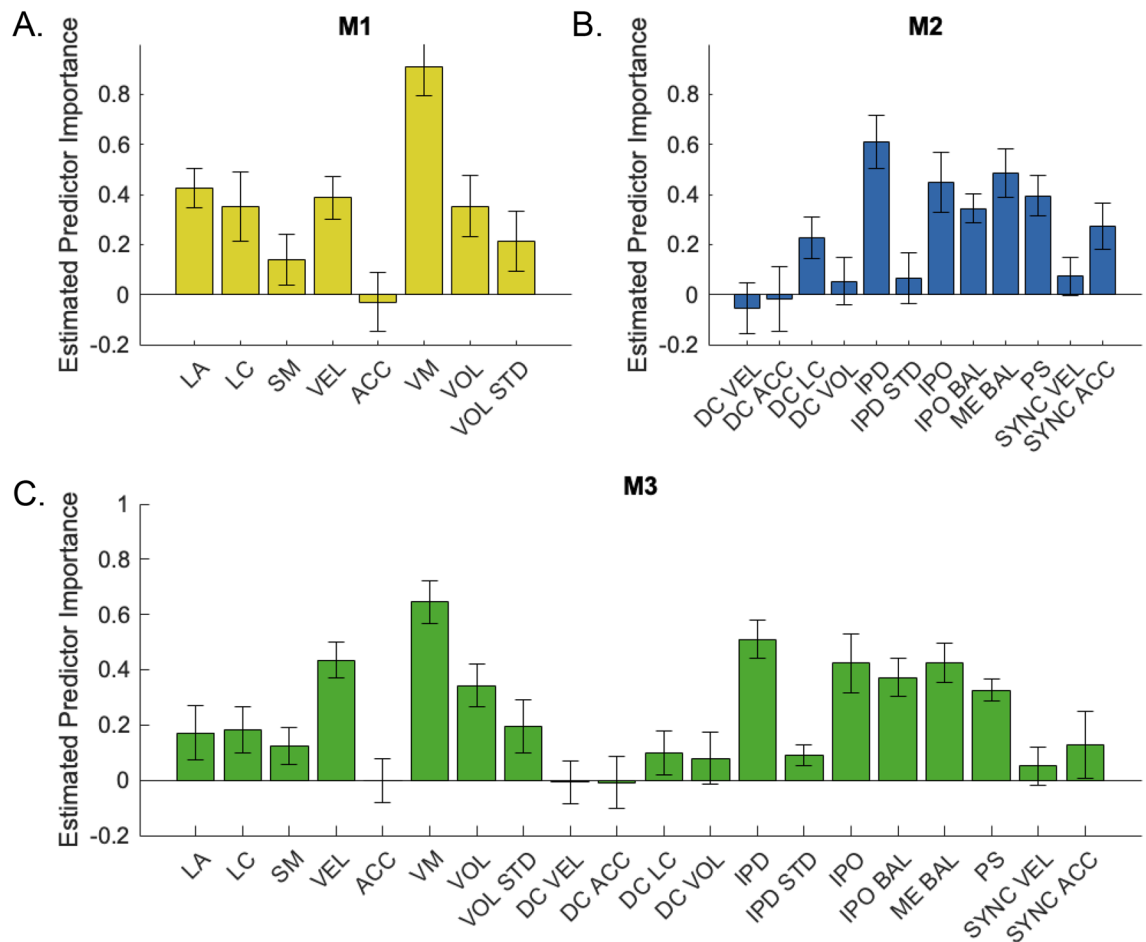 A.
M1
Estimated Predictor Importance
0.8
0.6
0.4
0.2
0
-0.2
LA
LC
SM
VEL
ACC
VM
VOL
VOL STD
B.
M2
Estimated Predictor Importance
0.8
0.6
0.4
0.2
0
-0.2
DC VEL
DC ACC
DC LC
DC VOL
IPD
IPD STD
IPO
IPO BAL
ME BAL
PS
SYNC VEL
SYNC ACC
C.
M3
Estimated Predictor Importance
1
0.8
0.6
0.4
0.2
0
-0.2
LA
LC
SM
VEL
ACC
VM
VOL
VOL STD
DC VEL
DC ACC
DC LC
DC VOL
IPD
IPD STD
IPO
IPO BAL
ME BAL
PS
SYNC VEL
SYNC ACC